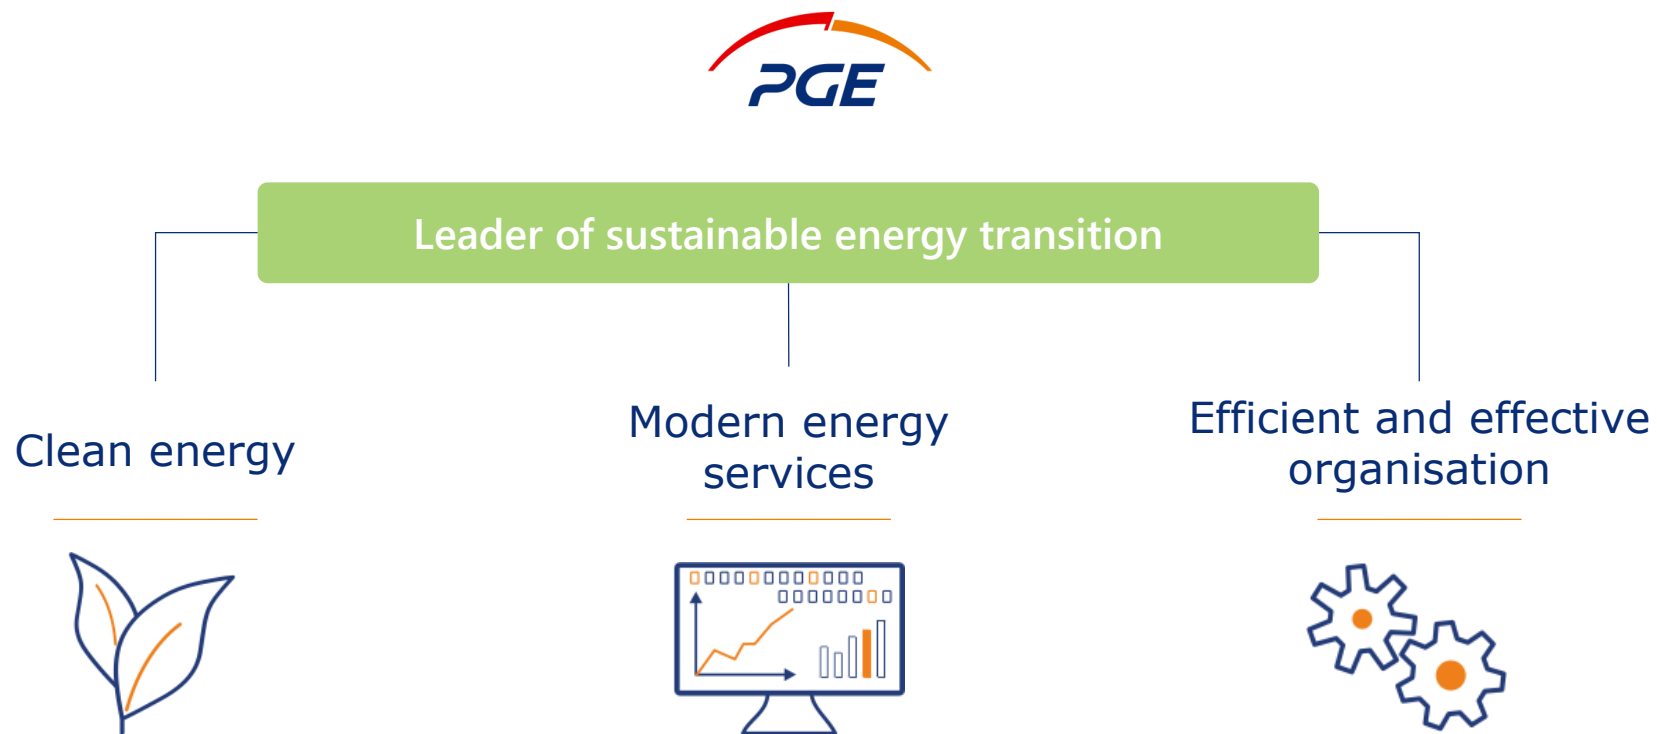 PGE
Leader of sustainable energy transition
Clean energy
Modern energy
services
Efficient and effective
organisation